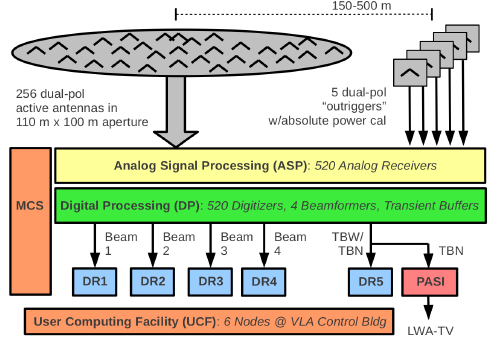 150-500 m
256 dual-pol
active antennas in
110 m x 100 m aperture
5 dual-pol
“outriggers”
w/absolute power cal
Analog Signal Processing (ASP): 520 Analog Receivers
MCS
Digital Processing (DP): 520 Digitizers, 4 Beamformers, Transient Buffers
Beam
1
Beam
2
Beam
3
Beam
4
TBW/
TBN
TBN
DR1
DR2
DR3
DR4
DR5
PASI
User Computing Facility (UCF): 6 Nodes @ VLA Control Bldg
LWA-TV